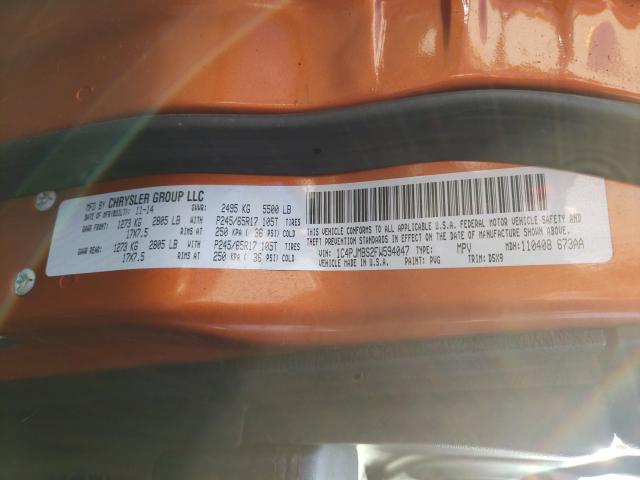 MFD BY CHRYSLER GROUP LLC
DATE OF MFR(BUILT): 11-14 GVWR: 2495 KG 5500 LB
GAWR FRONT: 1273 KG 2805 LB WITH P245/65R17 105T TIRES
17X7.5 RIMS AT 250 KPA ( 36 PSI) COLD
GAWR REAR: 1273 KG 2805 LB WITH P245/65R17 105T TIRES
17X7.5 RIMS AT 250 KPA ( 36 PSI) COLD
THIS VEHICLE CONFORMS TO ALL APPLICABLE U.S.A. FEDERAL MOTOR VEHICLE SAFETY AND
THEFT PREVENTION STANDARDS IN EFFECT ON THE DATE OF MANUFACTURE SHOWN ABOVE.
VIN: 1C4PJMBS2FW594047 TYPE: MPV MDH: 110408 673AA
VEHICLE MADE IN U.S.A. PAINT: PVG TRIM: D5X9